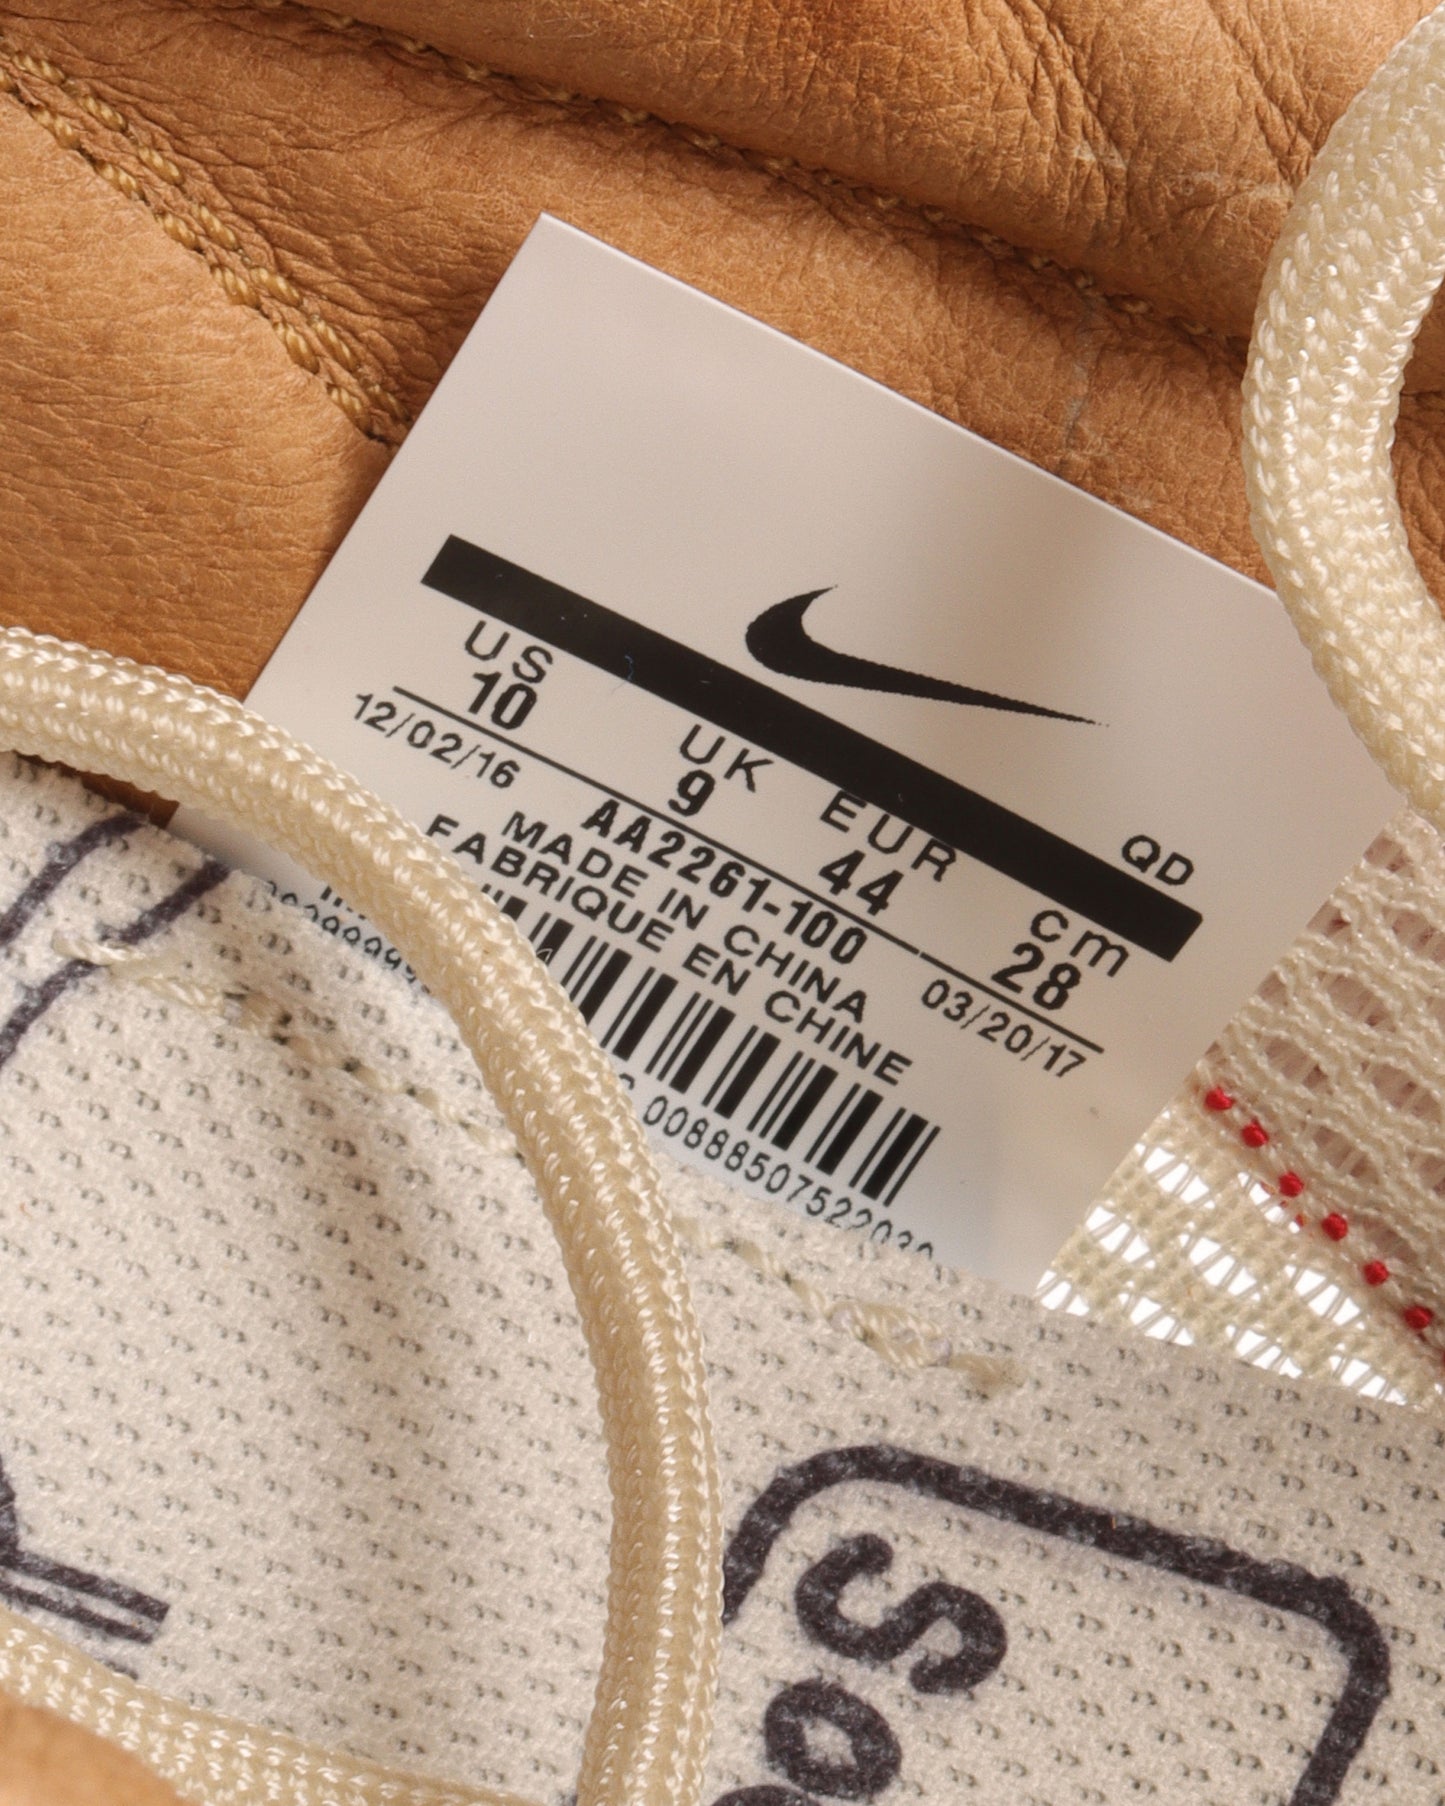 QD
US UK EUR cm
10 9 44 28
12/02/16 AA2261-100 03/20/17
MADE IN CHINA
FABRIQUE EN CHINE
00888507522030